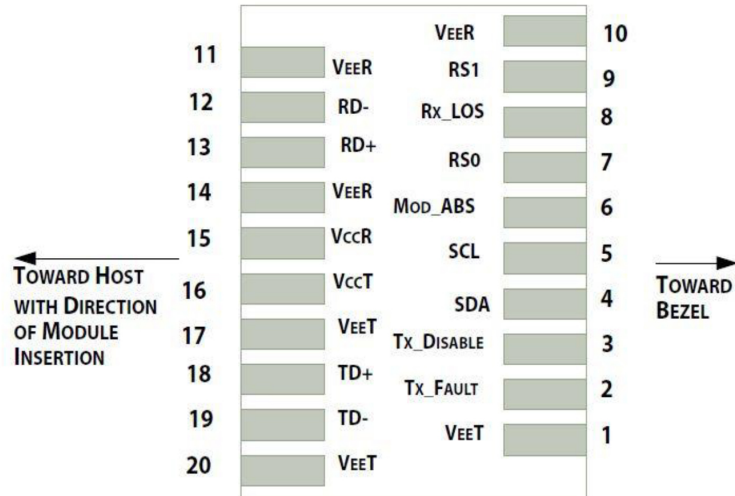 11 VEER
12 RD-
13 RD+
14 VEER
15 VCCR
16 VCCT
17 VEET
18 TD+
19 TD-
20 VEET
VEER 10
RS1 9
RX_LOS 8
RS0 7
MOD_ABS 6
SCL 5
SDA 4
TX_DISABLE 3
TX_FAULT 2
VEET 1
TOWARD HOST
WITH DIRECTION
OF MODULE
INSERTION
TOWARD
BEZEL